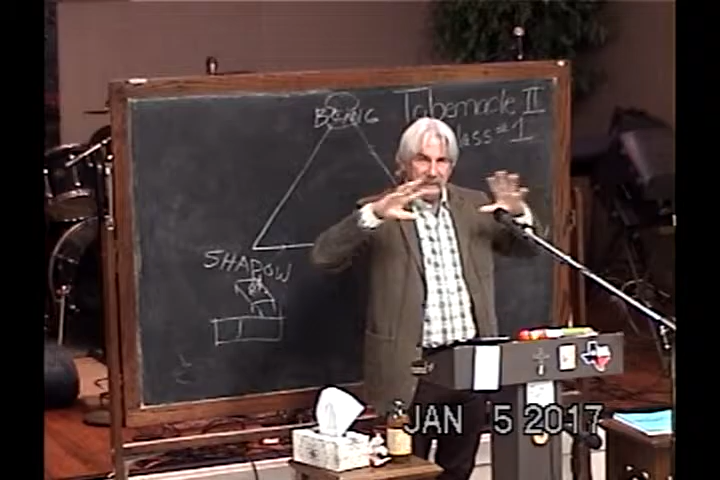 BEING
Tabernacle II
Class #1
SHADOW
JAN 5 2017